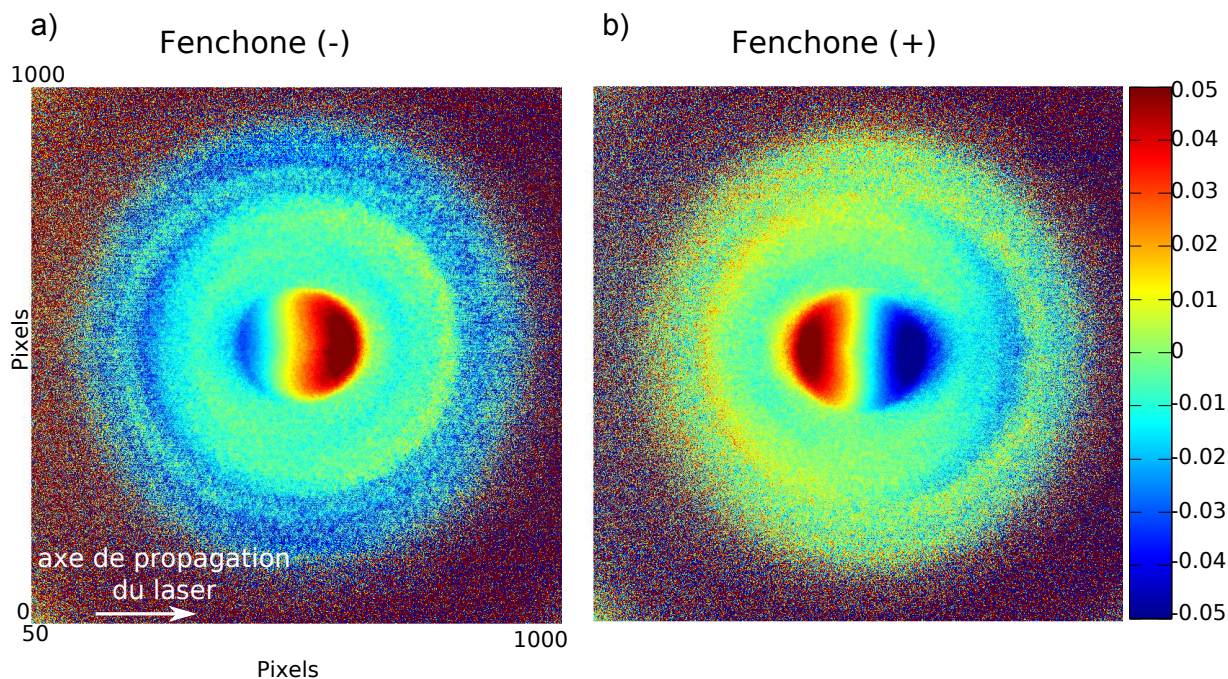 a)
Fenchone (-)
b)
Fenchone (+)
1000
Pixels
axe de propagation
du laser
0
50
1000
Pixels
0.05
0.04
0.03
0.02
0.01
0
-0.01
-0.02
-0.03
-0.04
-0.05